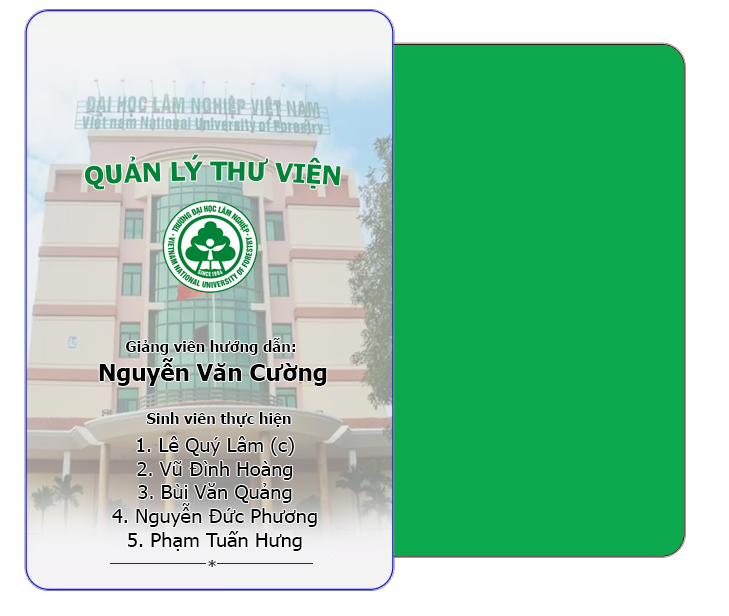 ĐẠI HỌC LÂM NGHIỆP VIỆT NAM
Viet nam National University of Forestry
QUẢN LÝ THƯ VIỆN
TRƯỜNG ĐẠI HỌC LÂM NGHIỆP
VIETNAM NATIONAL UNIVERSITY OF FORESTRY
SINCE 1964
Giảng viên hướng dẫn:
Nguyễn Văn Cường
Sinh viên thực hiện
1. Lê Quý Lâm (c)
2. Vũ Đình Hoàng
3. Bùi Văn Quảng
4. Nguyễn Đức Phương
5. Phạm Tuấn Hưng
*